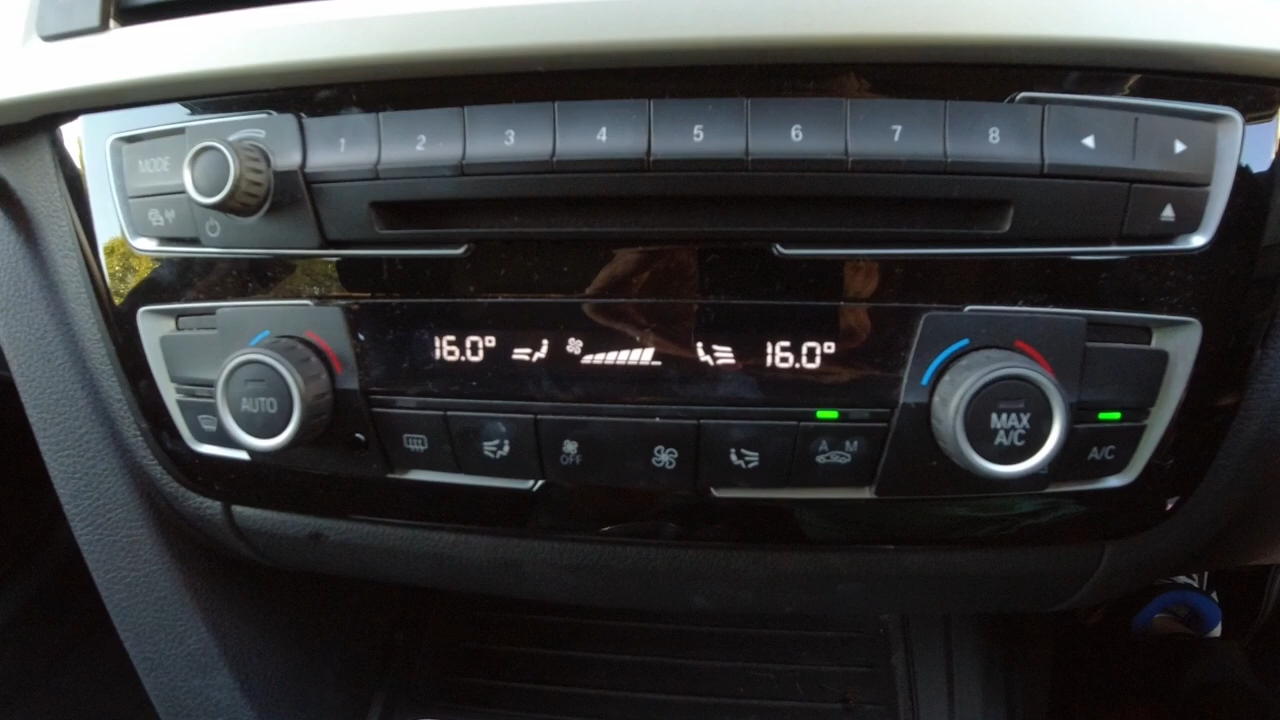 1 2 3 4 5 6 7 8
MODE
16.0° 16.0°
AUTO
MAX
A/C
OFF
A M
A/C